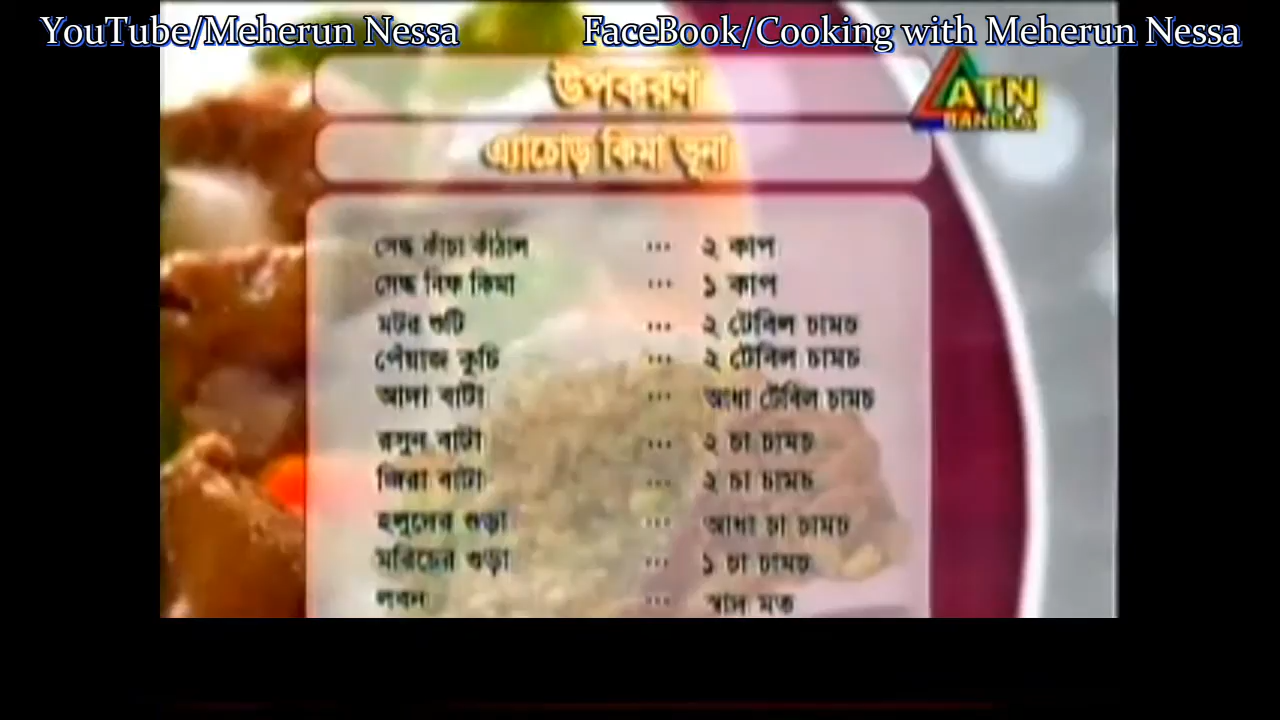 YouTube/Meherun Nessa FaceBook/Cooking with Meherun Nessa
ATN
BANGLA
উপকরণ
এ্যাচোড় কিমা ভূনা
সেদ্ধ কাঁচা কাঁঠাল ... ২ কাপ
সেদ্ধ বিফ কিমা ... ১ কাপ
মটর শুটি ... ২ টেবিল চামচ
পেঁয়াজ কুচি ... ২ টেবিল চামচ
আদা বাটা ... আধা টেবিল চামচ
রসুন বাটা ... ২ চা চামচ
জিরা বাটা ... ২ চা চামচ
হলুদের গুড়া ... আধা চা চামচ
মরিচের গুড়া ... ১ চা চামচ
লবন ... স্বাদ মত